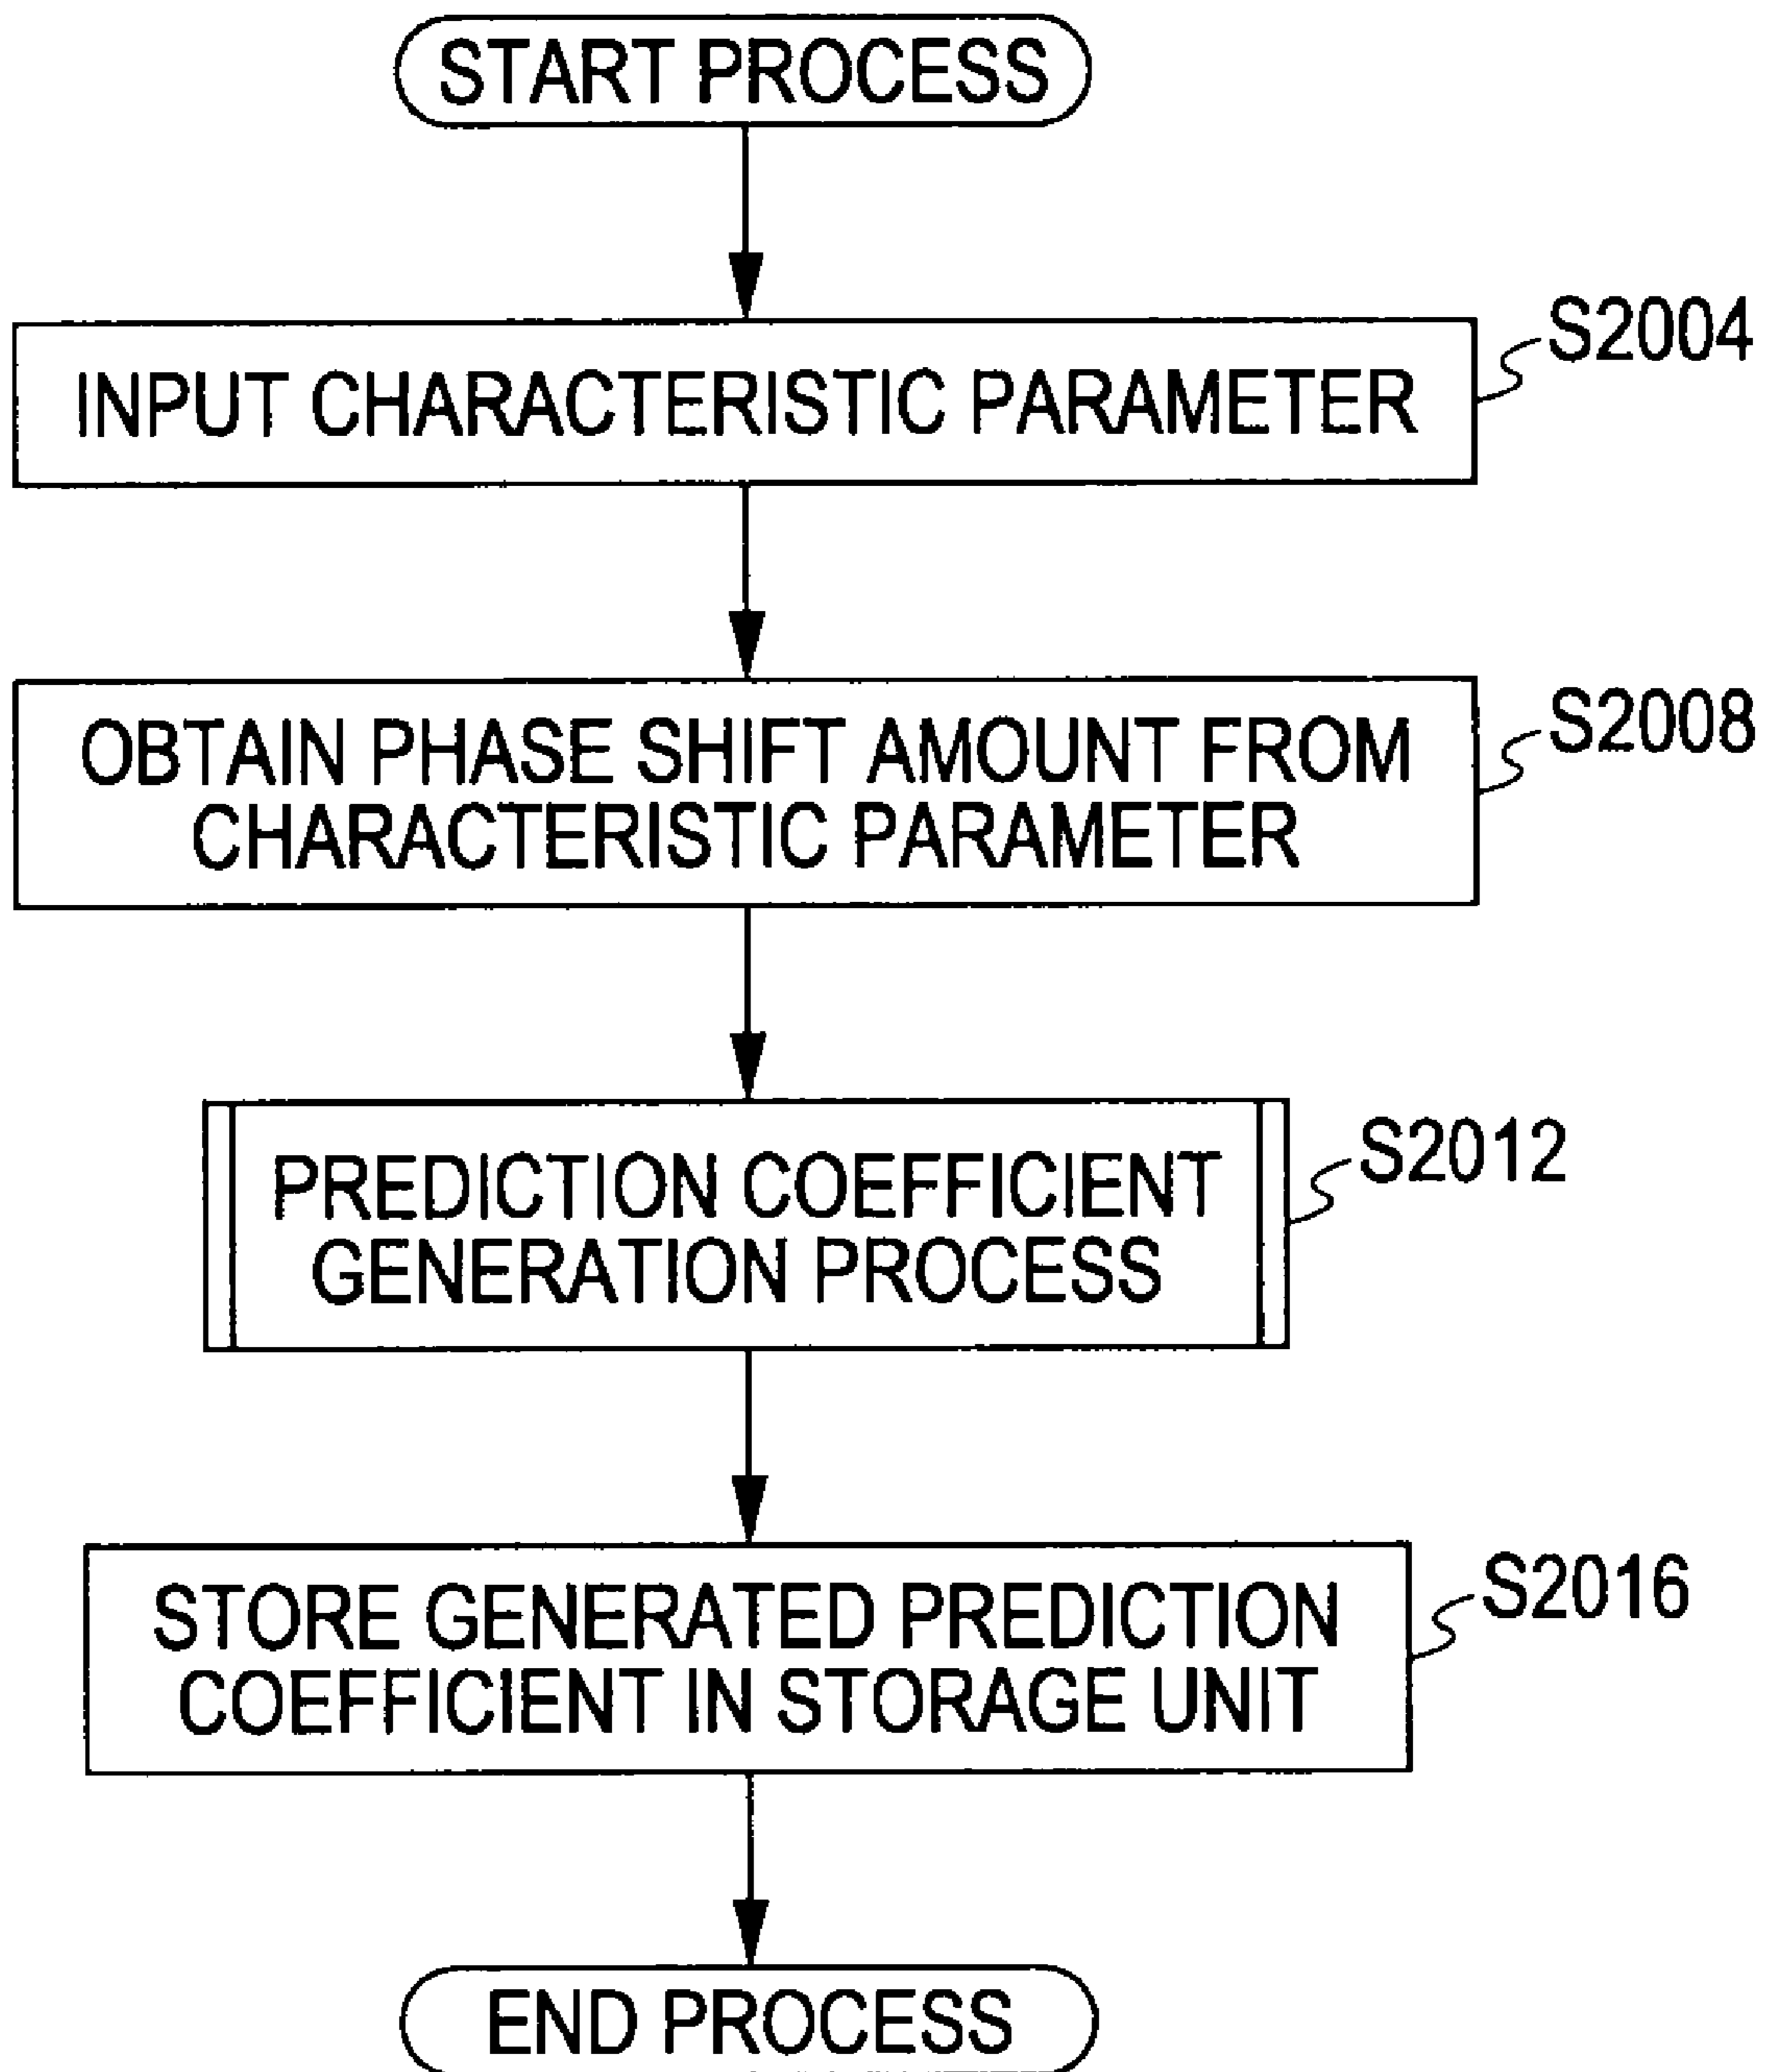 START PROCESS
S2004
INPUT CHARACTERISTIC PARAMETER
S2008
OBTAIN PHASE SHIFT AMOUNT FROM
CHARACTERISTIC PARAMETER
S2012
PREDICTION COEFFICIENT
GENERATION PROCESS
S2016
STORE GENERATED PREDICTION
COEFFICIENT IN STORAGE UNIT
END PROCESS